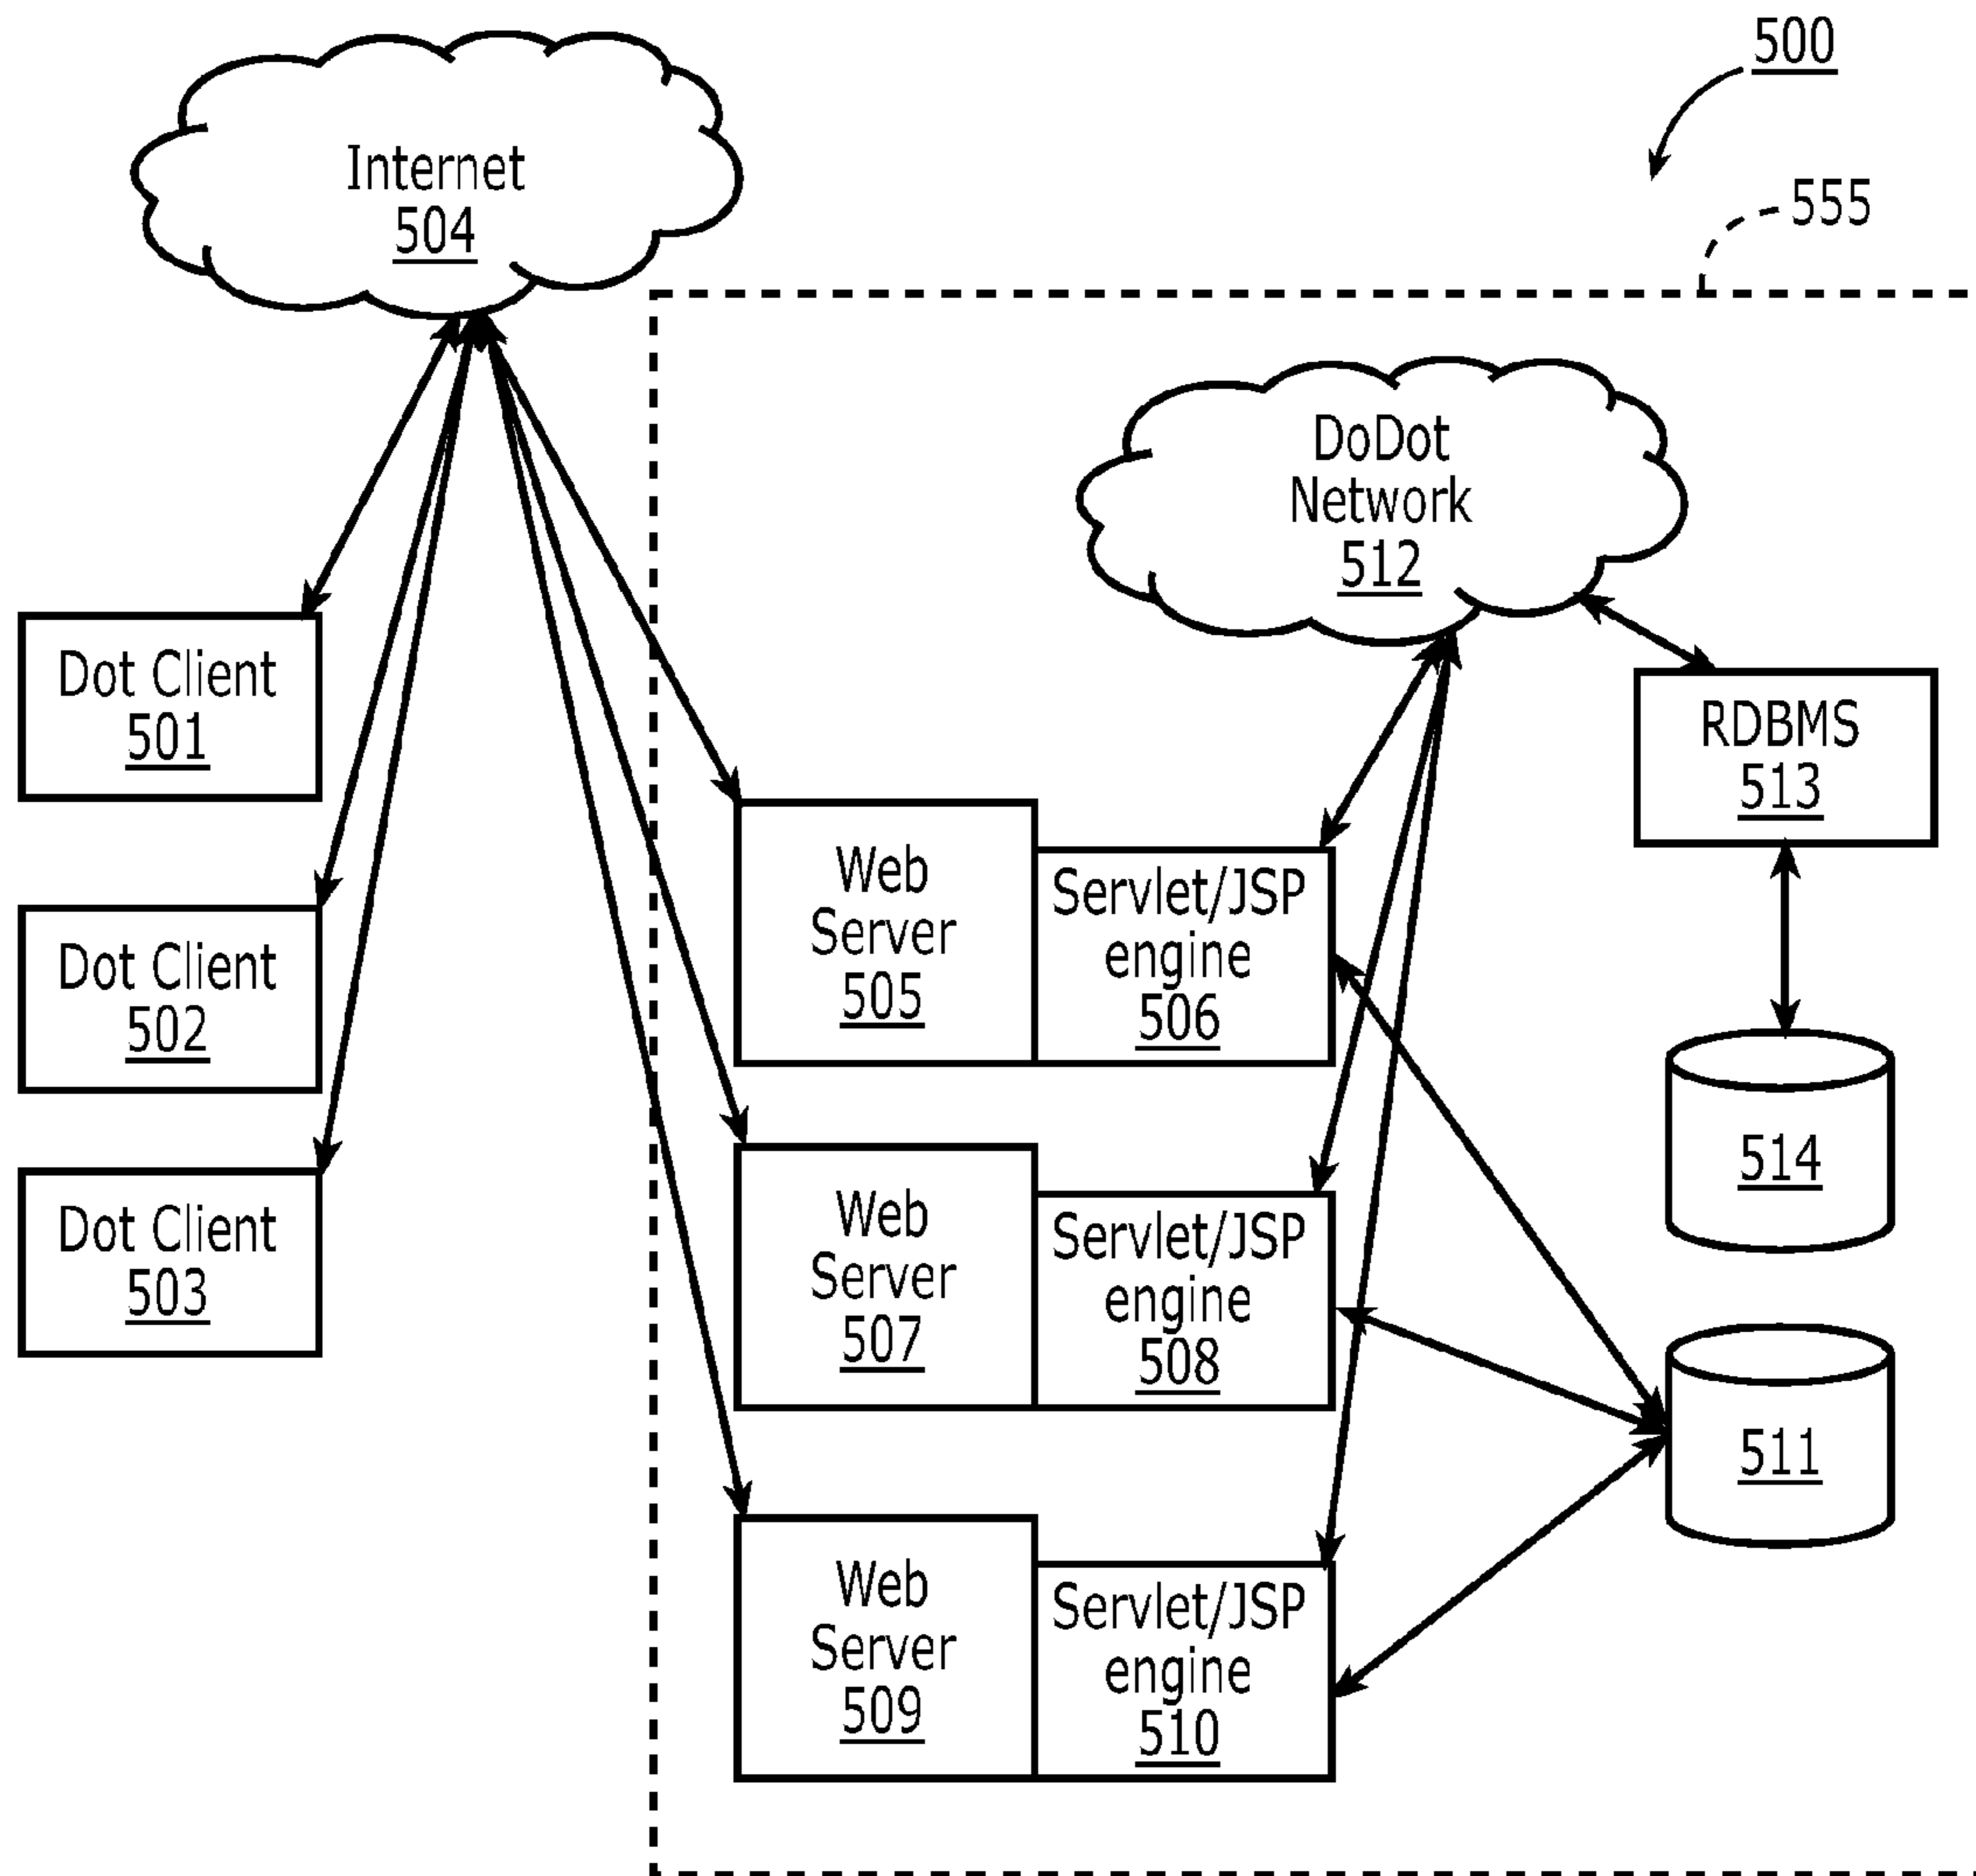 500
Internet
504
555
DoDot
Network
512
Dot Client
501
RDBMS
513
Web
Server
505
Servlet/JSP
engine
506
Dot Client
502
514
Web
Server
507
Servlet/JSP
engine
508
Dot Client
503
511
Web
Server
509
Servlet/JSP
engine
510